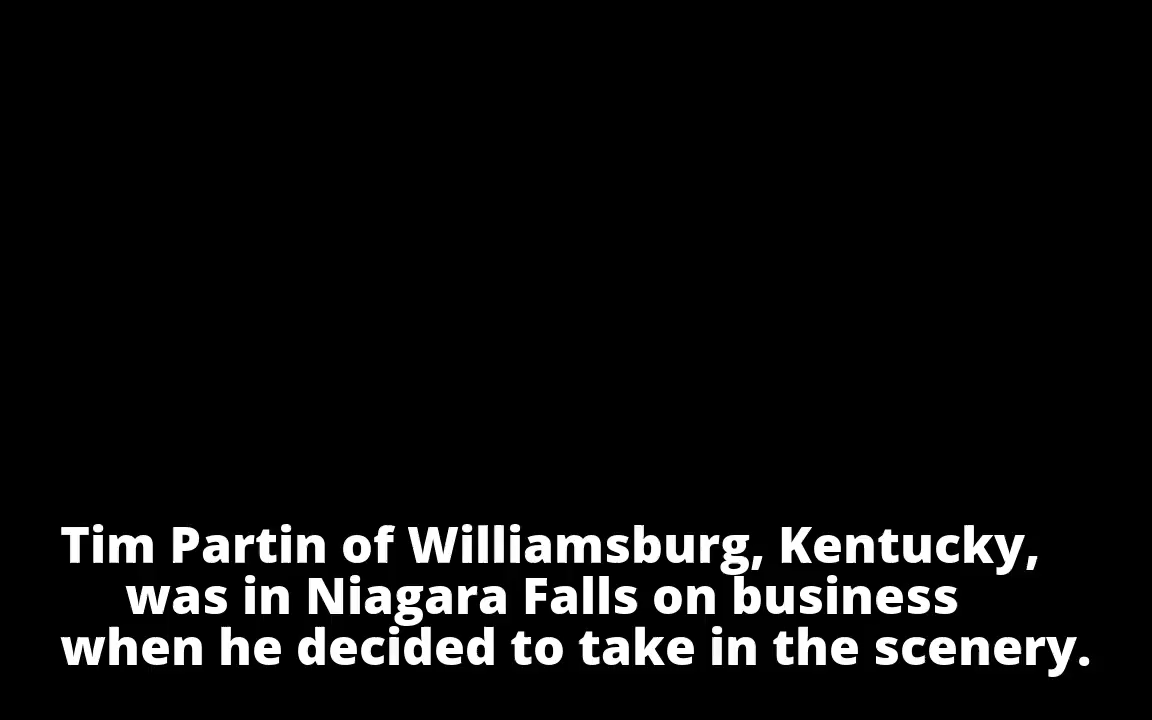 Tim Partin of Williamsburg, Kentucky,
was in Niagara Falls on business
when he decided to take in the scenery.